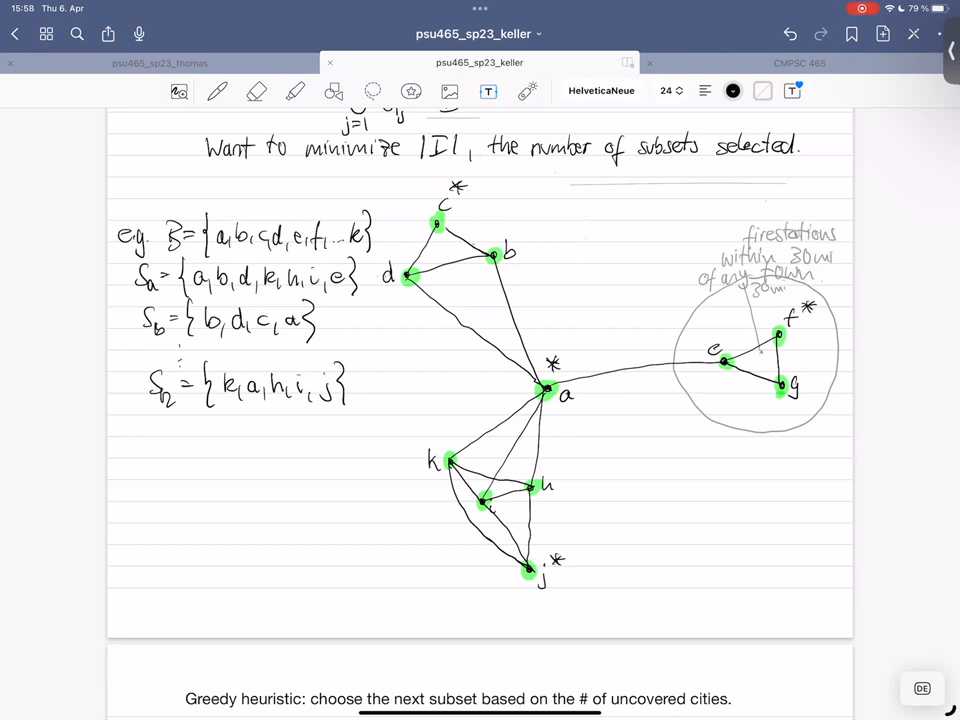 15:58 Thu 6. Apr
79 %
psu465_sp23_keller
psu465_sp23_thomas
psu465_sp23_keller
CMPSC 465
HelveticaNeue 24
j=1
Want to minimize |I|, the number of subsets selected.
e.g. B = {a,b,c,d,e,f,...k}
Sa = {a,b,d,k,h,i,e}
Sb = {b,d,c,a}
⋮
Sh = {k,a,h,i,j}
c*
b
d
*
a
k
h
i
j*
firestations
within 30mi
of any town
30mi
e
f*
g
Greedy heuristic: choose the next subset based on the # of uncovered cities.
DE